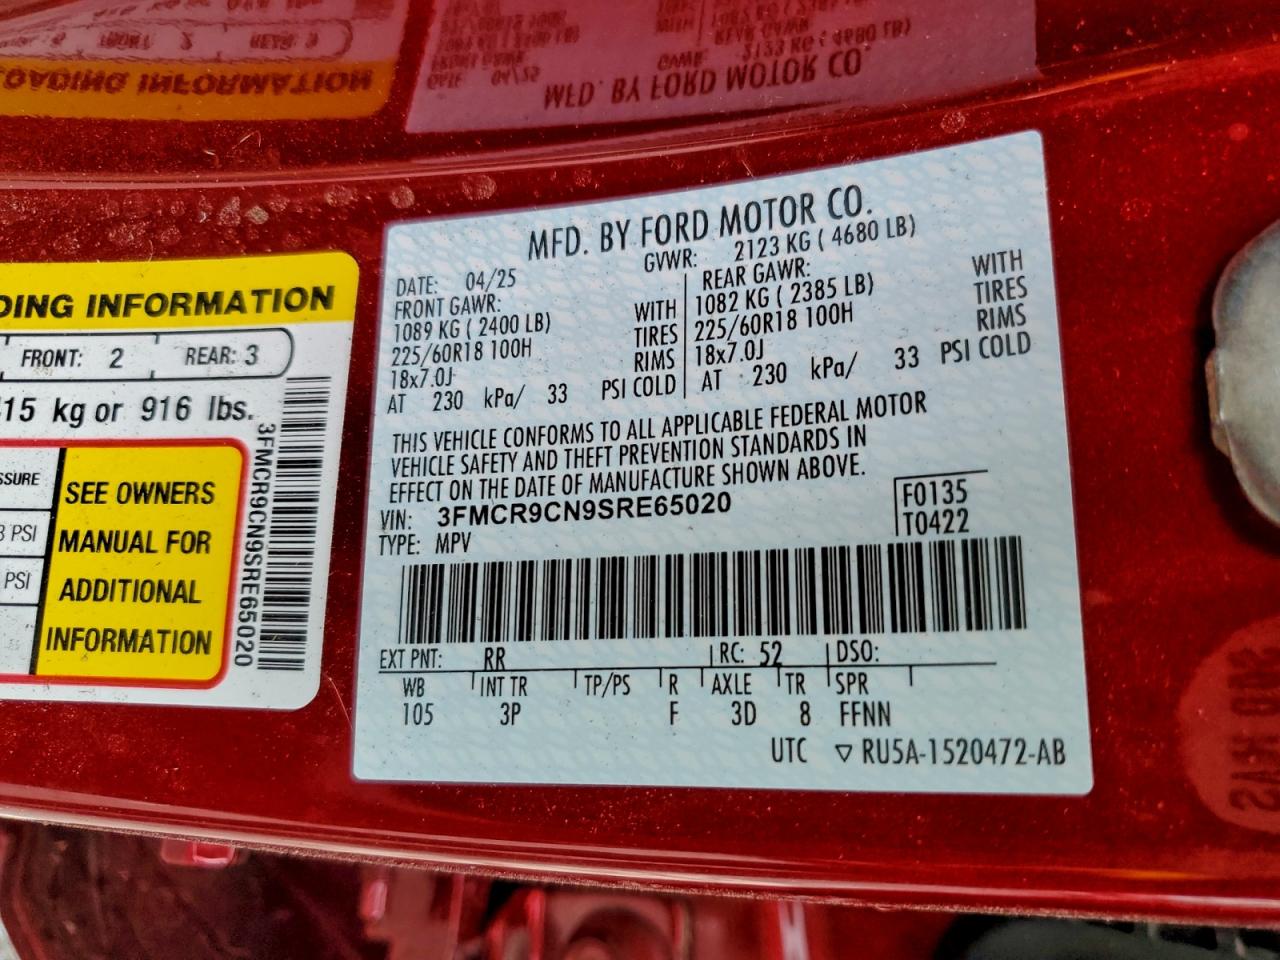 MFD. BY FORD MOTOR CO.
DATE: 04/25 GVWR: 2123 KG ( 4680 LB)
FRONT GAWR:
1089 KG ( 2400 LB) WITH
225/60R18 100H TIRES
18x7.0J RIMS
AT 230 kPa/ 33 PSI COLD
REAR GAWR: WITH
1082 KG ( 2385 LB) TIRES
225/60R18 100H RIMS
18x7.0J
AT 230 kPa/ 33 PSI COLD
THIS VEHICLE CONFORMS TO ALL APPLICABLE FEDERAL MOTOR
VEHICLE SAFETY AND THEFT PREVENTION STANDARDS IN
EFFECT ON THE DATE OF MANUFACTURE SHOWN ABOVE.
VIN: 3FMCR9CN9SRE65020
TYPE: MPV
F0135
T0422
EXT PNT: RR RC: 52 DSO:
WB INT TR TP/PS R AXLE TR SPR
105 3P F 3D 8 FFNN
UTC ▽ RU5A-1520472-AB
DING INFORMATION
FRONT: 2 REAR: 3
15 kg or 916 lbs.
SSURE
PSI
PSI
SEE OWNERS
MANUAL FOR
ADDITIONAL
INFORMATION
3FMCR9CN9SRE65020